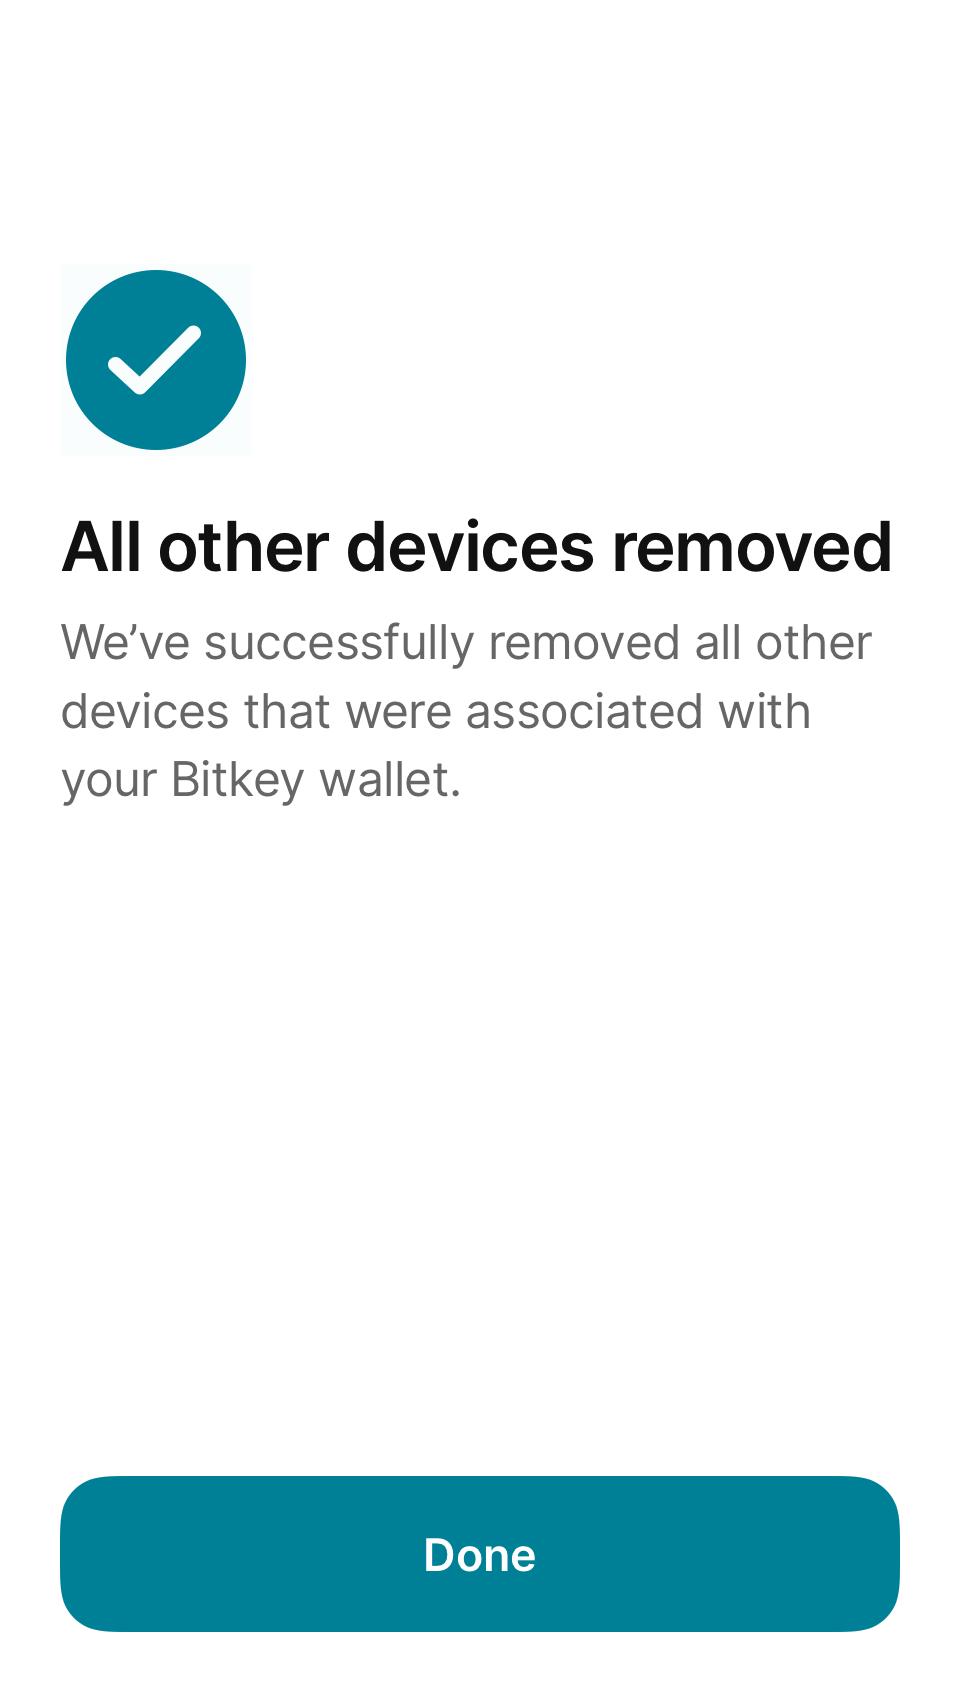 All other devices removed
We’ve successfully removed all other
devices that were associated with
your Bitkey wallet.
Done